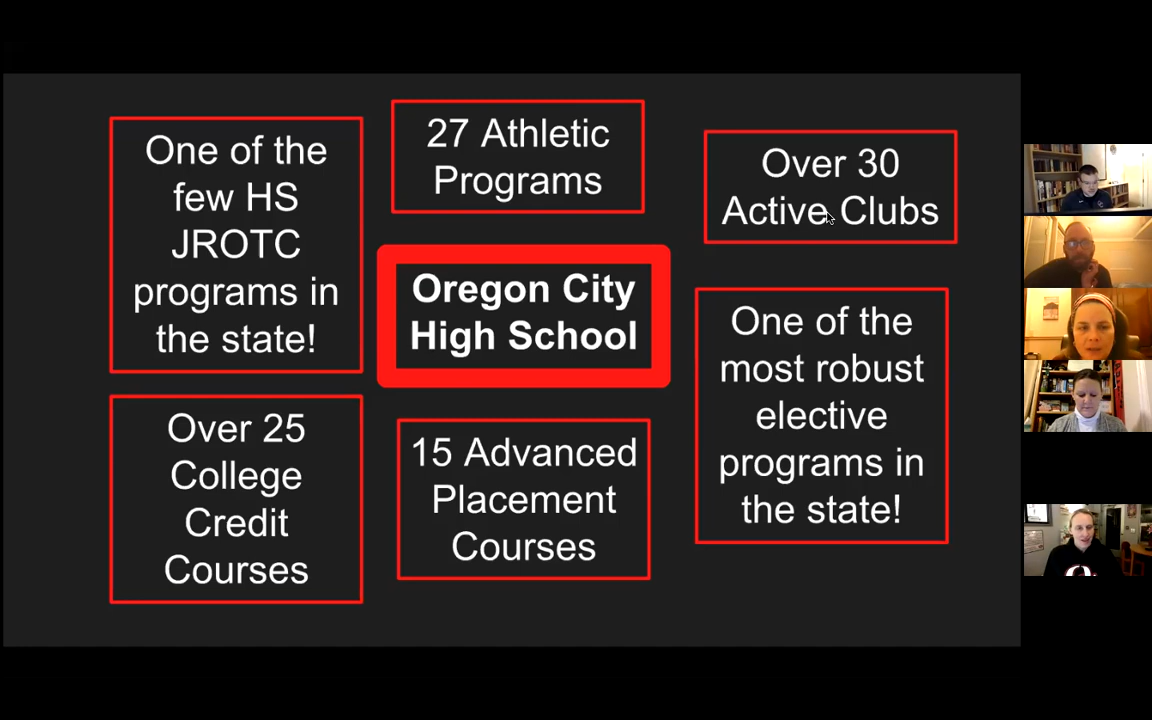 One of the
few HS
JROTC
programs in
the state!
27 Athletic
Programs
Over 30
Active Clubs
Oregon City
High School
One of the
most robust
elective
programs in
the state!
Over 25
College
Credit
Courses
15 Advanced
Placement
Courses